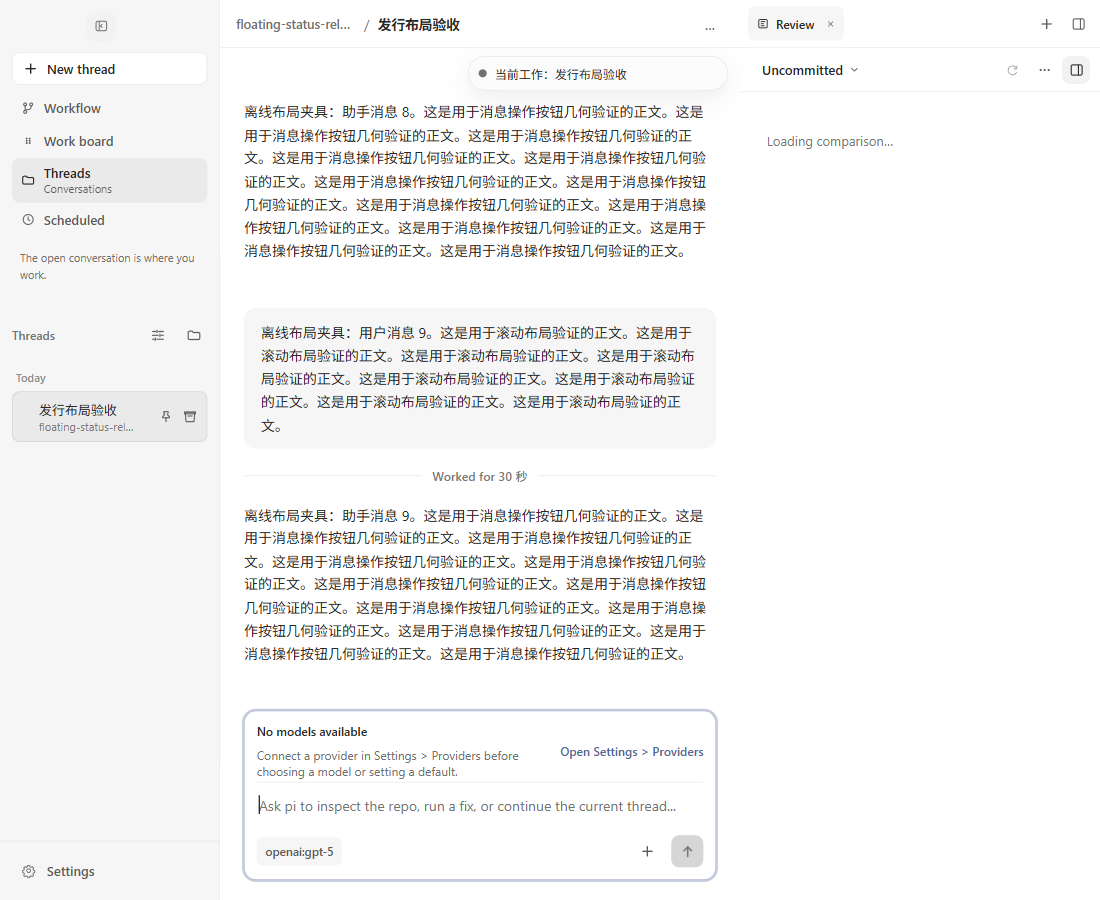 floating-status-rel... / 发行布局验收
...
Review ×
New thread
Workflow
Work board
Threads
Conversations
Scheduled
The open conversation is where you
work.
Threads
Today
发行布局验收
floating-status-rel...
Settings
当前工作：发行布局验收
离线布局夹具：助手消息 8。这是用于消息操作按钮几何验证的正文。这是
用于消息操作按钮几何验证的正文。这是用于消息操作按钮几何验证的正
文。这是用于消息操作按钮几何验证的正文。这是用于消息操作按钮几何验
证的正文。这是用于消息操作按钮几何验证的正文。这是用于消息操作按钮
几何验证的正文。这是用于消息操作按钮几何验证的正文。这是用于消息操
作按钮几何验证的正文。这是用于消息操作按钮几何验证的正文。这是用于
消息操作按钮几何验证的正文。这是用于消息操作按钮几何验证的正文。
离线布局夹具：用户消息 9。这是用于滚动布局验证的正文。这是用于
滚动布局验证的正文。这是用于滚动布局验证的正文。这是用于滚动布
局验证的正文。这是用于滚动布局验证的正文。这是用于滚动布局验证
的正文。这是用于滚动布局验证的正文。这是用于滚动布局验证的正
文。
Worked for 30 秒
离线布局夹具：助手消息 9。这是用于消息操作按钮几何验证的正文。这是
用于消息操作按钮几何验证的正文。这是用于消息操作按钮几何验证的正
文。这是用于消息操作按钮几何验证的正文。这是用于消息操作按钮几何验
证的正文。这是用于消息操作按钮几何验证的正文。这是用于消息操作按钮
几何验证的正文。这是用于消息操作按钮几何验证的正文。这是用于消息操
作按钮几何验证的正文。这是用于消息操作按钮几何验证的正文。这是用于
消息操作按钮几何验证的正文。这是用于消息操作按钮几何验证的正文。
No models available
Connect a provider in Settings > Providers before
choosing a model or setting a default.
Open Settings > Providers
Ask pi to inspect the repo, run a fix, or continue the current thread...
openai:gpt-5
Uncommitted
Loading comparison...